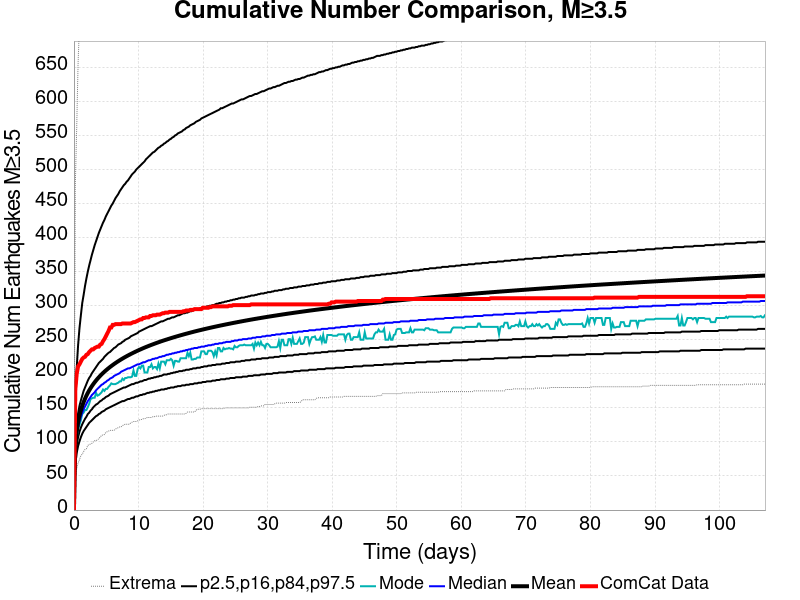 Cumulative Number Comparison, M≥3.5
Cumulative Num Earthquakes M≥3.5
650
600
550
500
450
400
350
300
250
200
150
100
50
0
0 10 20 30 40 50 60 70 80 90 100
Time (days)
Extrema p2.5,p16,p84,p97.5 Mode Median Mean ComCat Data